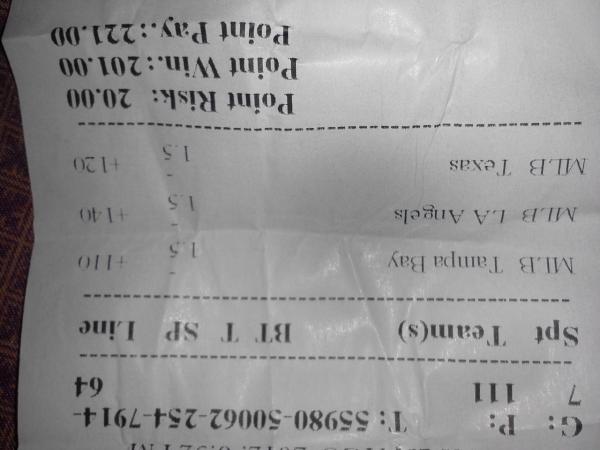 G: P: T: 55980-50062-254-7914-
7 111 64
Spt Team(s) BT T SP Line
MLB Tampa Bay - +110
1.5
MLB LA Angels - +140
1.5
MLB Texas - +120
1.5
Point Risk: 20.00
Point Win.: 201.00
Point Pay.: 221.00